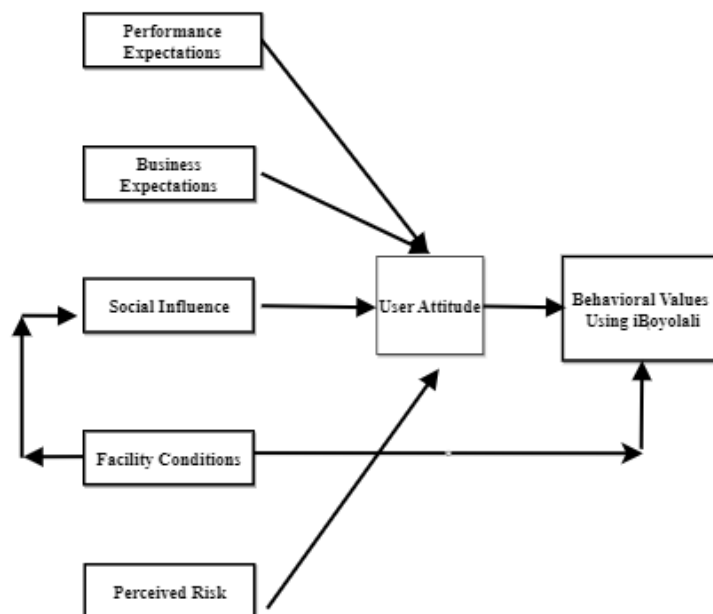 Performance
Expectations
Business
Expectations
Social Influence
User Attitude
Behavioral Values
Using iBoyolali
Facility Conditions
Perceived Risk